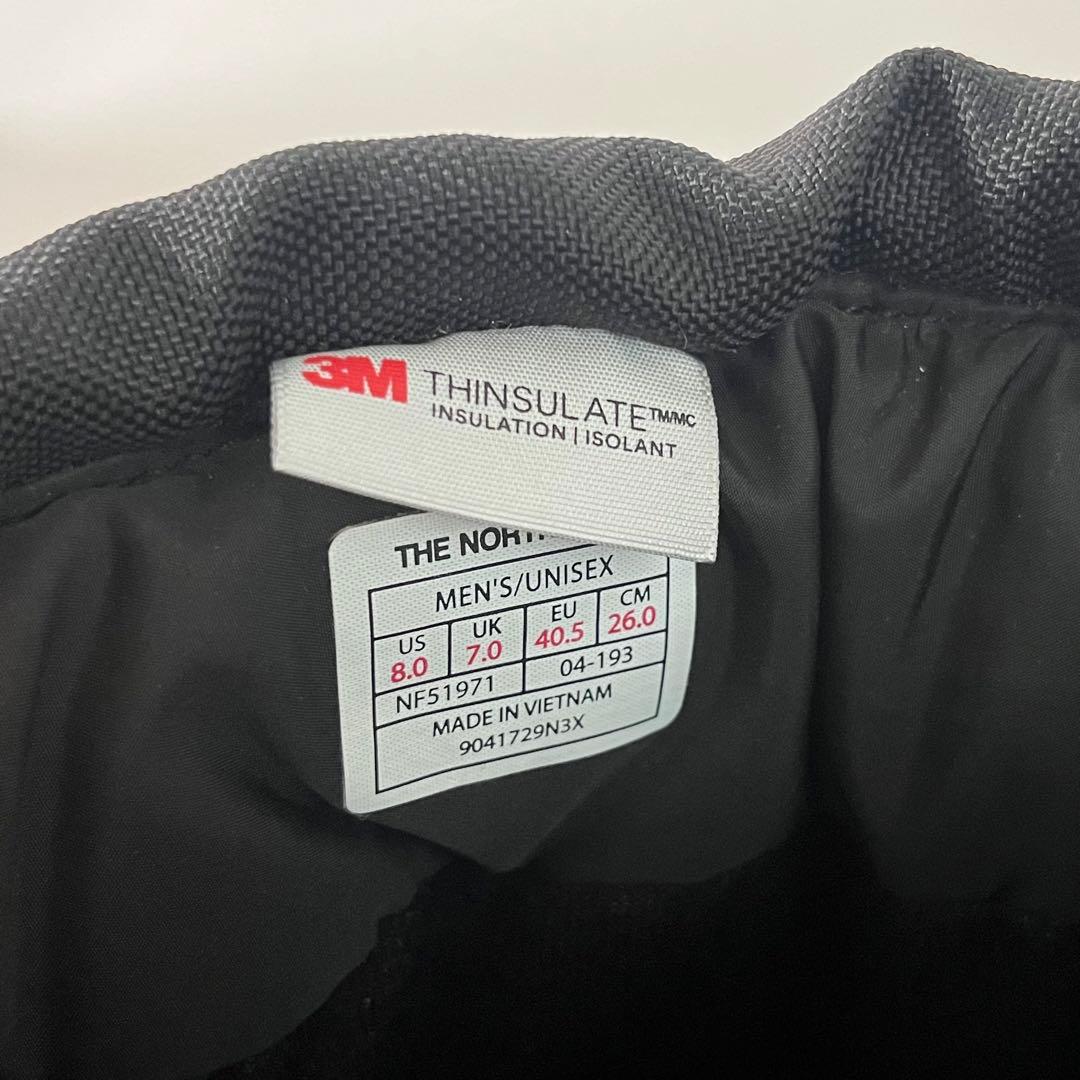 3M THINSULATE™/MC
INSULATION | ISOLANT
THE
MEN'S/UNISEX
US UK EU CM
8.0 7.0 40.5 26.0
NF51971 04-193
MADE IN VIETNAM
9041729N3X